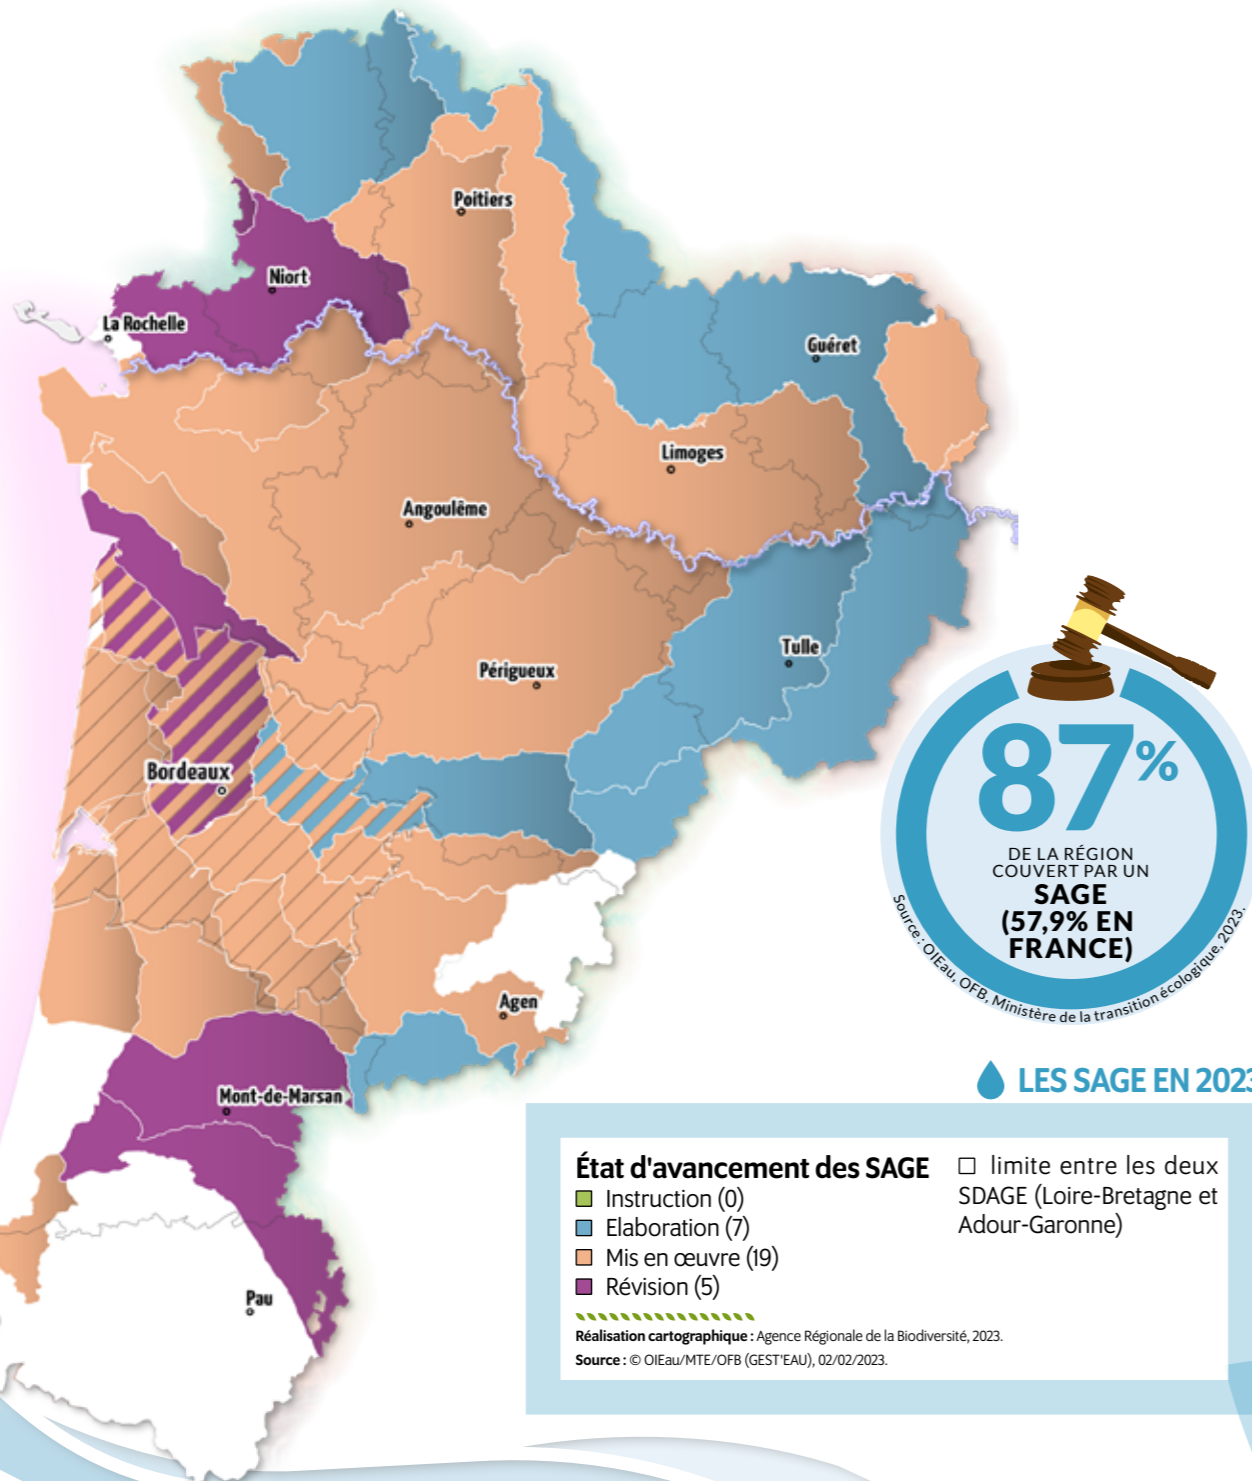 Poitiers
Niort
La Rochelle
Guéret
Limoges
Angoulême
Périgueux
Tulle
Bordeaux
Agen
Mont-de-Marsan
Pau
87%
DE LA RÉGION
COUVERT PAR UN
SAGE
(57,9% EN
FRANCE)
Source : OIEau, OFB, Ministère de la transition écologique, 2023.
LES SAGE EN 2023
État d'avancement des SAGE
Instruction (0)
Elaboration (7)
Mis en œuvre (19)
Révision (5)
limite entre les deux
SDAGE (Loire-Bretagne et
Adour-Garonne)
Réalisation cartographique : Agence Régionale de la Biodiversité, 2023.
Source : © OIEau/MTE/OFB (GEST'EAU), 02/02/2023.